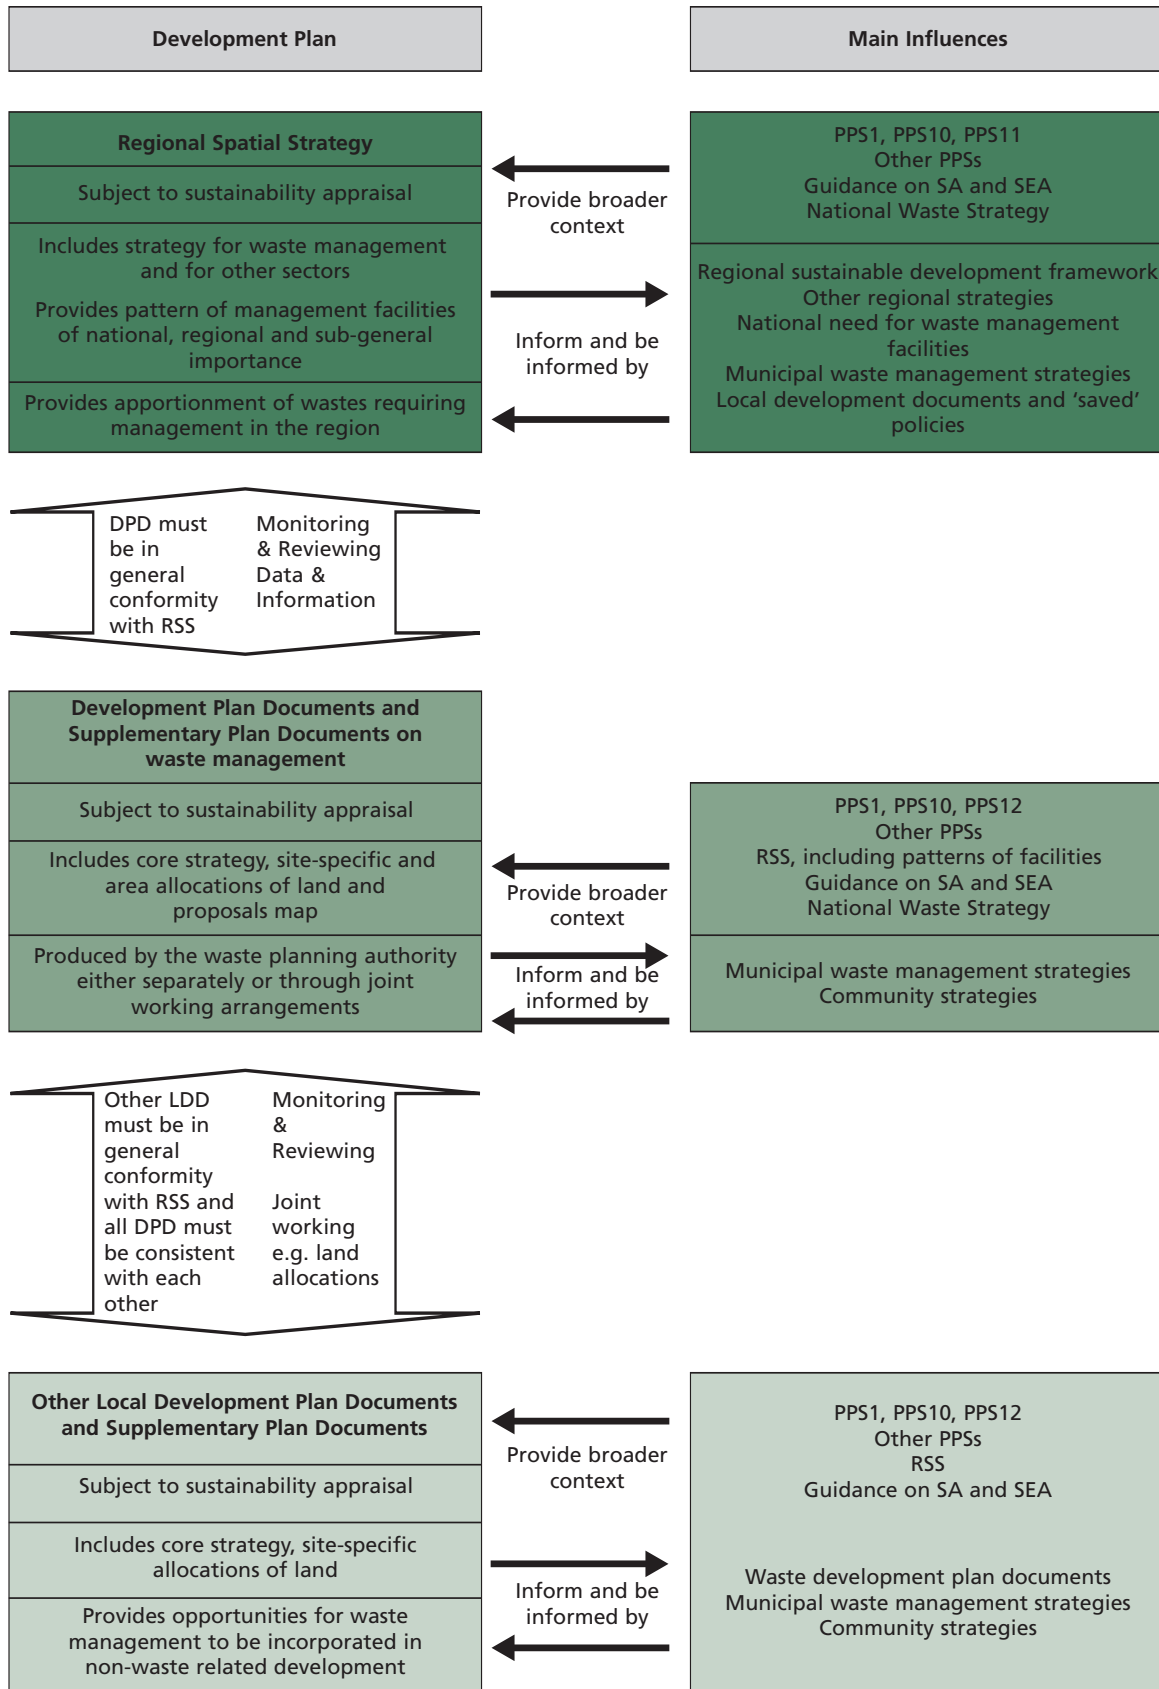 Development Plan
Main Influences
Regional Spatial Strategy
Subject to sustainability appraisal
Includes strategy for waste management
and for other sectors
Provides pattern of management facilities
of national, regional and sub-general
importance
Provides apportionment of wastes requiring
management in the region
Provide broader
context
Inform and be
informed by
PPS1, PPS10, PPS11
Other PPSs
Guidance on SA and SEA
National Waste Strategy
Regional sustainable development framework
Other regional strategies
National need for waste management
facilities
Municipal waste management strategies
Local development documents and ‘saved’
policies
DPD must
be in
general
conformity
with RSS
Monitoring
& Reviewing
Data &
Information
Development Plan Documents and
Supplementary Plan Documents on
waste management
Subject to sustainability appraisal
Includes core strategy, site-specific and
area allocations of land and
proposals map
Produced by the waste planning authority
either separately or through joint
working arrangements
Provide broader
context
Inform and be
informed by
PPS1, PPS10, PPS12
Other PPSs
RSS, including patterns of facilities
Guidance on SA and SEA
National Waste Strategy
Municipal waste management strategies
Community strategies
Other LDD
must be in
general
conformity
with RSS and
all DPD must
be consistent
with each
other
Monitoring
&
Reviewing
Joint
working
e.g. land
allocations
Other Local Development Plan Documents
and Supplementary Plan Documents
Subject to sustainability appraisal
Includes core strategy, site-specific
allocations of land
Provides opportunities for waste
management to be incorporated in
non-waste related development
Provide broader
context
Inform and be
informed by
PPS1, PPS10, PPS12
Other PPSs
RSS
Guidance on SA and SEA
Waste development plan documents
Municipal waste management strategies
Community strategies